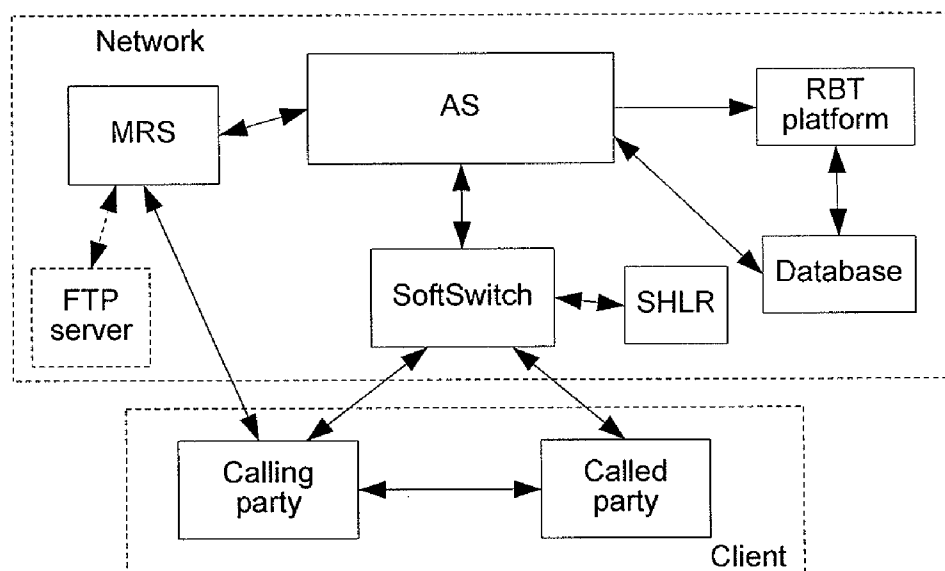 Network
MRS
AS
RBT
platform
FTP
server
SoftSwitch
SHLR
Database
Calling
party
Called
party
Client